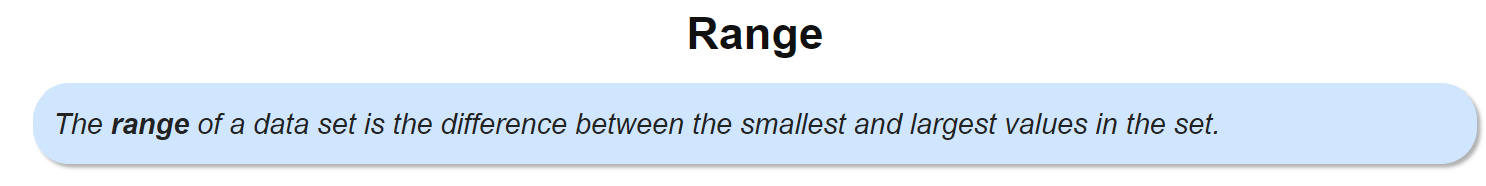 Range
The range of a data set is the difference between the smallest and largest values in the set.